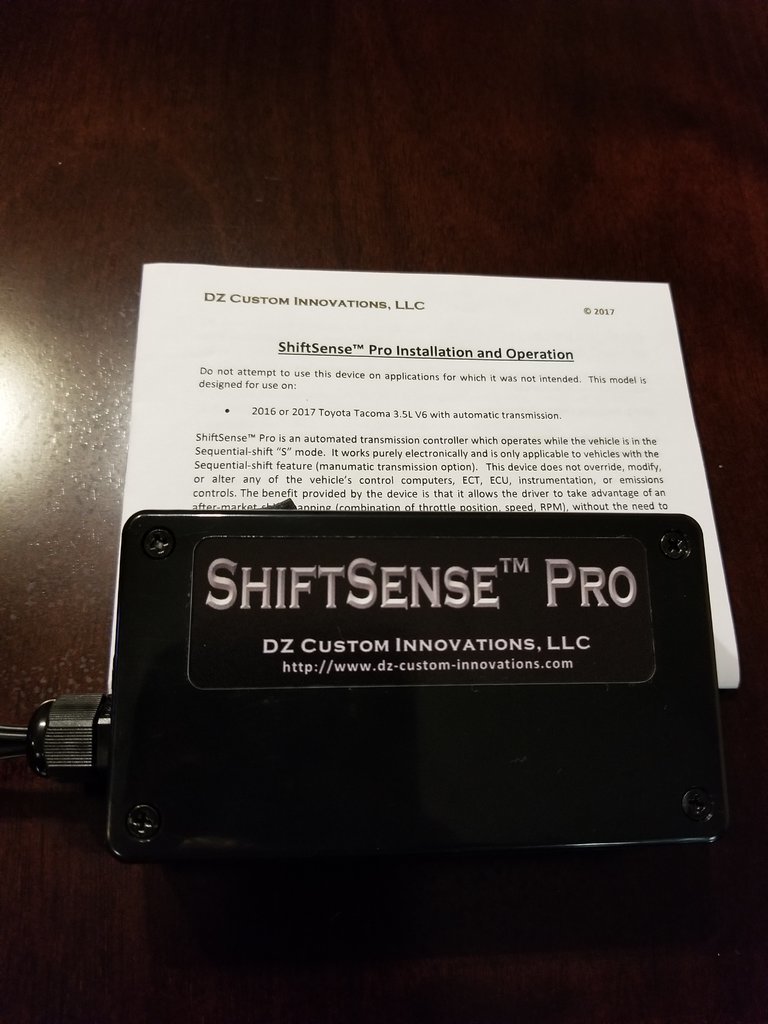 DZ Custom Innovations, LLC
© 2017
ShiftSense™ Pro Installation and Operation
Do not attempt to use this device on applications for which it was not intended. This model is
designed for use on:
• 2016 or 2017 Toyota Tacoma 3.5L V6 with automatic transmission.
ShiftSense™ Pro is an automated transmission controller which operates while the vehicle is in the
Sequential-shift “S” mode. It works purely electronically and is only applicable to vehicles with the
Sequential-shift feature (manumatic transmission option). This device does not override, modify,
or alter any of the vehicle's control computers, ECT, ECU, instrumentation, or emissions
controls. The benefit provided by the device is that it allows the driver to take advantage of an
after-market (combination of throttle position, speed, RPM), without the need to
ShiftSense™ Pro
DZ Custom Innovations, LLC
http://www.dz-custom-innovations.com